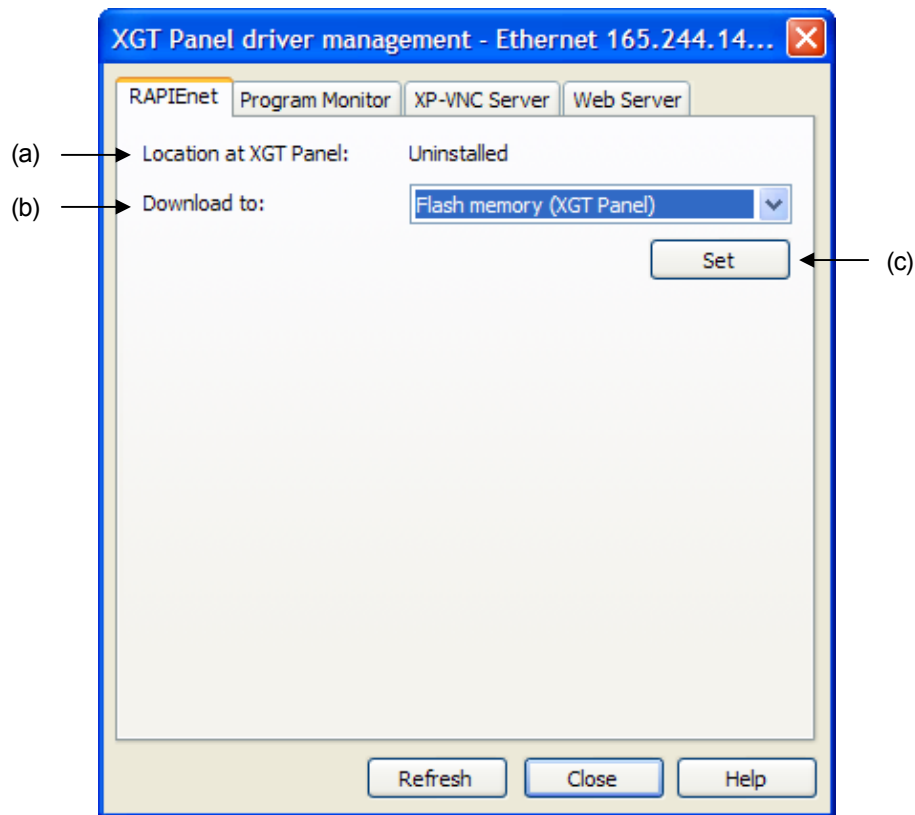 XGT Panel driver management - Ethernet 165.244.14...
RAPIEnet Program Monitor XP-VNC Server Web Server
(a) Location at XGT Panel: Uninstalled
(b) Download to: Flash memory (XGT Panel)
Set (c)
Refresh Close Help